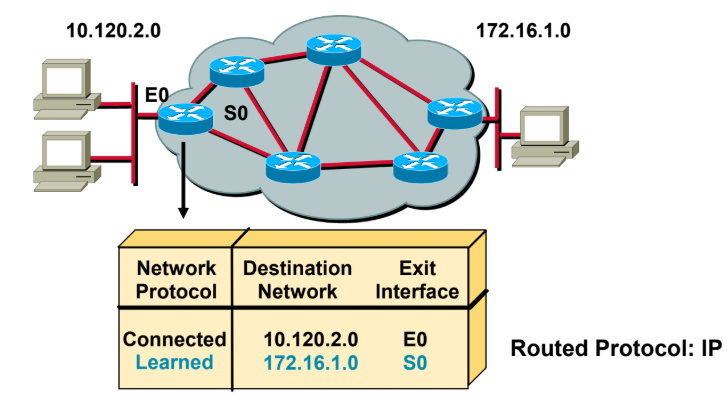 10.120.2.0
172.16.1.0
E0
S0
Network Protocol
Destination Network
Exit Interface
Connected 10.120.2.0 E0
Learned 172.16.1.0 S0
Routed Protocol: IP